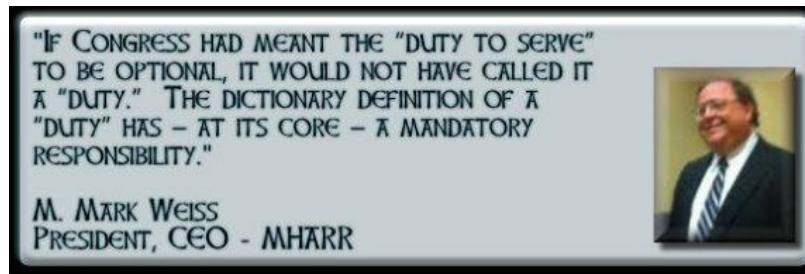 "If Congress had meant the "duty to serve"
to be optional, it would not have called it
a "duty." The dictionary definition of a
"duty" has – at its core – a mandatory
responsibility."
M. Mark Weiss
President, CEO - MHARR